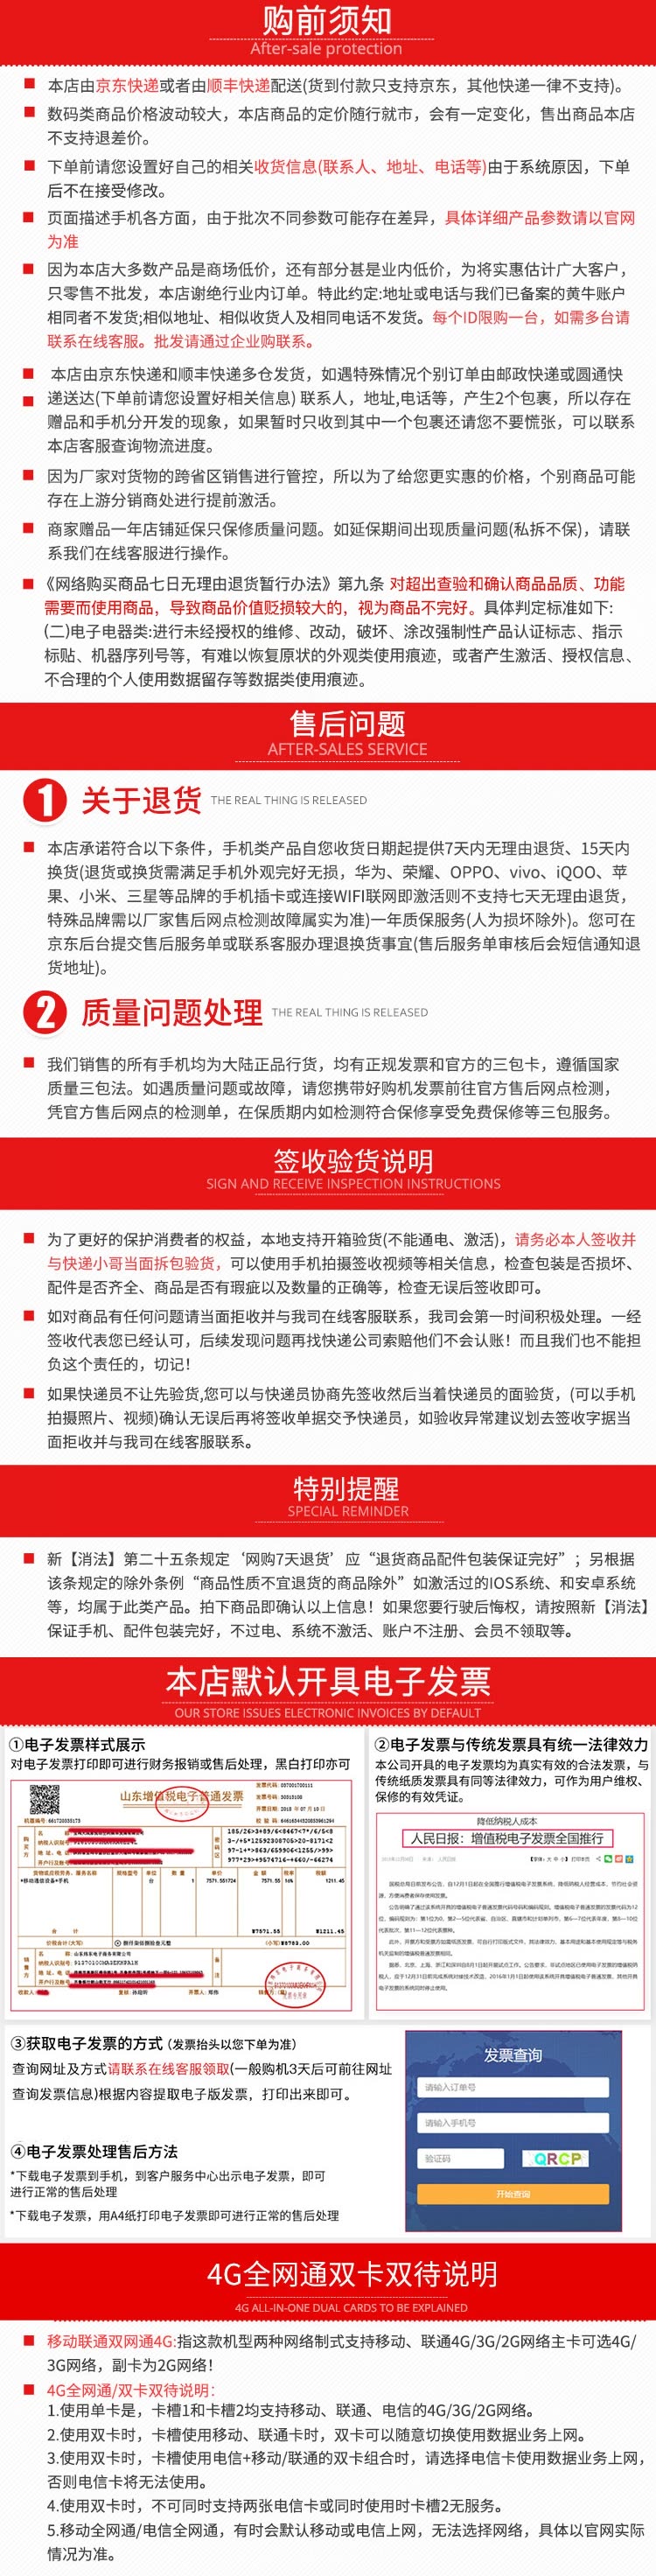 购前须知
After-sale protection
本店由京东快递或者由顺丰快递配送(货到付款只支持京东，其他快递一律不支持)。
数码类商品价格波动较大，本店商品的定价随行就市，会有一定变化，售出商品本店
不支持退差价。
下单前请您设置好自己的相关收货信息(联系人、地址、电话等)由于系统原因，下单
后不在接受修改。
页面描述手机各方面，由于批次不同参数可能存在差异，具体详细产品参数请以官网
为准
因为本店大多数产品是商场低价，还有部分甚是业内低价，为将实惠估计广大客户，
只零售不批发，本店谢绝行业内订单。特此约定:地址或电话与我们已备案的黄牛账户
相同者不发货;相似地址、相似收货人及相同电话不发货。每个ID限购一台，如需多台请
联系在线客服。批发请通过企业购联系。
本店由京东快递和顺丰快递多仓发货，如遇特殊情况个别订单由邮政快递或圆通快
递送达(下单前请您设置好相关信息) 联系人，地址,电话等，产生2个包裹，所以存在
赠品和手机分开发的现象，如果暂时只收到其中一个包裹还请您不要慌张，可以联系
本店客服查询物流进度。
因为厂家对货物的跨省区销售进行管控，所以为了给您更实惠的价格，个别商品可能
存在上游分销商处进行提前激活。
商家赠品一年店铺延保只保修质量问题。如延保期间出现质量问题(私拆不保)，请联
系我们在线客服进行操作。
《网络购买商品七日无理由退货暂行办法》第九条 对超出查验和确认商品品质、功能
需要而使用商品，导致商品价值贬损较大的，视为商品不完好。具体判定标准如下:
(二)电子电器类:进行未经授权的维修、改动，破坏、涂改强制性产品认证标志、指示
标贴、机器序列号等，有难以恢复原状的外观类使用痕迹，或者产生激活、授权信息、
不合理的个人使用数据留存等数据类使用痕迹。
售后问题
AFTER-SALES SERVICE
1 关于退货 THE REAL THING IS RELEASED
本店承诺符合以下条件，手机类产品自您收货日期起提供7天内无理由退货、15天内
换货(退货或换货需满足手机外观完好无损，华为、荣耀、OPPO、vivo、iQOO、苹
果、小米、三星等品牌的手机插卡或连接WIFI联网即激活则不支持七天无理由退货，
特殊品牌需以厂家售后网点检测故障属实为准)一年质保服务(人为损坏除外)。您可在
京东后台提交售后服务单或联系客服办理退换货事宜(售后服务单审核后会短信通知退
货地址)。
2 质量问题处理 THE REAL THING IS RELEASED
我们销售的所有手机均为大陆正品行货，均有正规发票和官方的三包卡，遵循国家
质量三包法。如遇质量问题或故障，请您携带好购机发票前往官方售后网点检测，
凭官方售后网点的检测单，在保质期内如检测符合保修享受免费保修等三包服务。
签收验货说明
SIGN AND RECEIVE INSPECTION INSTRUCTIONS
为了更好的保护消费者的权益，本地支持开箱验货(不能通电、激活)，请务必本人签收并
与快递小哥当面拆包验货，可以使用手机拍摄签收视频等相关信息，检查包装是否损坏、
配件是否齐全、商品是否有瑕疵以及数量的正确等，检查无误后签收即可。
如对商品有任何问题请当面拒收并与我司在线客服联系，我司会第一时间积极处理。一经
签收代表您已经认可，后续发现问题再找快递公司索赔他们不会认账！而且我们也不能担
负这个责任的，切记！
如果快递员不让先验货,您可以与快递员协商先签收然后当着快递员的面验货，(可以手机
拍摄照片、视频)确认无误后再将签收单据交予快递员，如验收异常建议划去签收字据当
面拒收并与我司在线客服联系。
特别提醒
SPECIAL REMINDER
新【消法】第二十五条规定‘网购7天退货’应“退货商品配件包装保证完好”；另根据
该条规定的除外条例“商品性质不宜退货的商品除外”如激活过的IOS系统、和安卓系统
等，均属于此类产品。拍下商品即确认以上信息！如果您要行驶后悔权，请按照新【消法】
保证手机、配件包装完好，不过电、系统不激活、账户不注册、会员不领取等。
本店默认开具电子发票
OUR STORE ISSUES ELECTRONIC INVOICES BY DEFAULT
①电子发票样式展示
对电子发票打印即可进行财务报销或售后处理，黑白打印亦可
山东增值税电子普通发票
②电子发票与传统发票具有统一法律效力
本公司开具的电子发票均为真实有效的合法发票，与
传统纸质发票具有同等法律效力，可作为用户维权、
保修的有效凭证。
降低纳税人成本
人民日报：增值税电子发票全国推行
③获取电子发票的方式 (发票抬头以您下单为准)
查询网址及方式请联系在线客服领取(一般购机3天后可前往网址
查询发票信息)根据内容提取电子版发票，打印出来即可。
④电子发票处理售后方法
*下载电子发票到手机，到客户服务中心出示电子发票，即可
进行正常的售后处理
*下载电子发票，用A4纸打印电子发票即可进行正常的售后处理
发票查询
请输入订单号
请输入手机号
验证码
QRCP
开始查询
4G全网通双卡双待说明
4G ALL-IN-ONE DUAL CARDS TO BE EXPLAINED
移动联通双网通4G:指这款机型两种网络制式支持移动、联通4G/3G/2G网络主卡可选4G/
3G网络，副卡为2G网络！
4G全网通/双卡双待说明：
1.使用单卡是，卡槽1和卡槽2均支持移动、联通、电信的4G/3G/2G网络。
2.使用双卡时，卡槽使用移动、联通卡时，双卡可以随意切换使用数据业务上网。
3.使用双卡时，卡槽使用电信+移动/联通的双卡组合时，请选择电信卡使用数据业务上网，
否则电信卡将无法使用。
4.使用双卡时，不可同时支持两张电信卡或同时使用时卡槽2无服务。
5.移动全网通/电信全网通，有时会默认移动或电信上网，无法选择网络，具体以官网实际
情况为准。